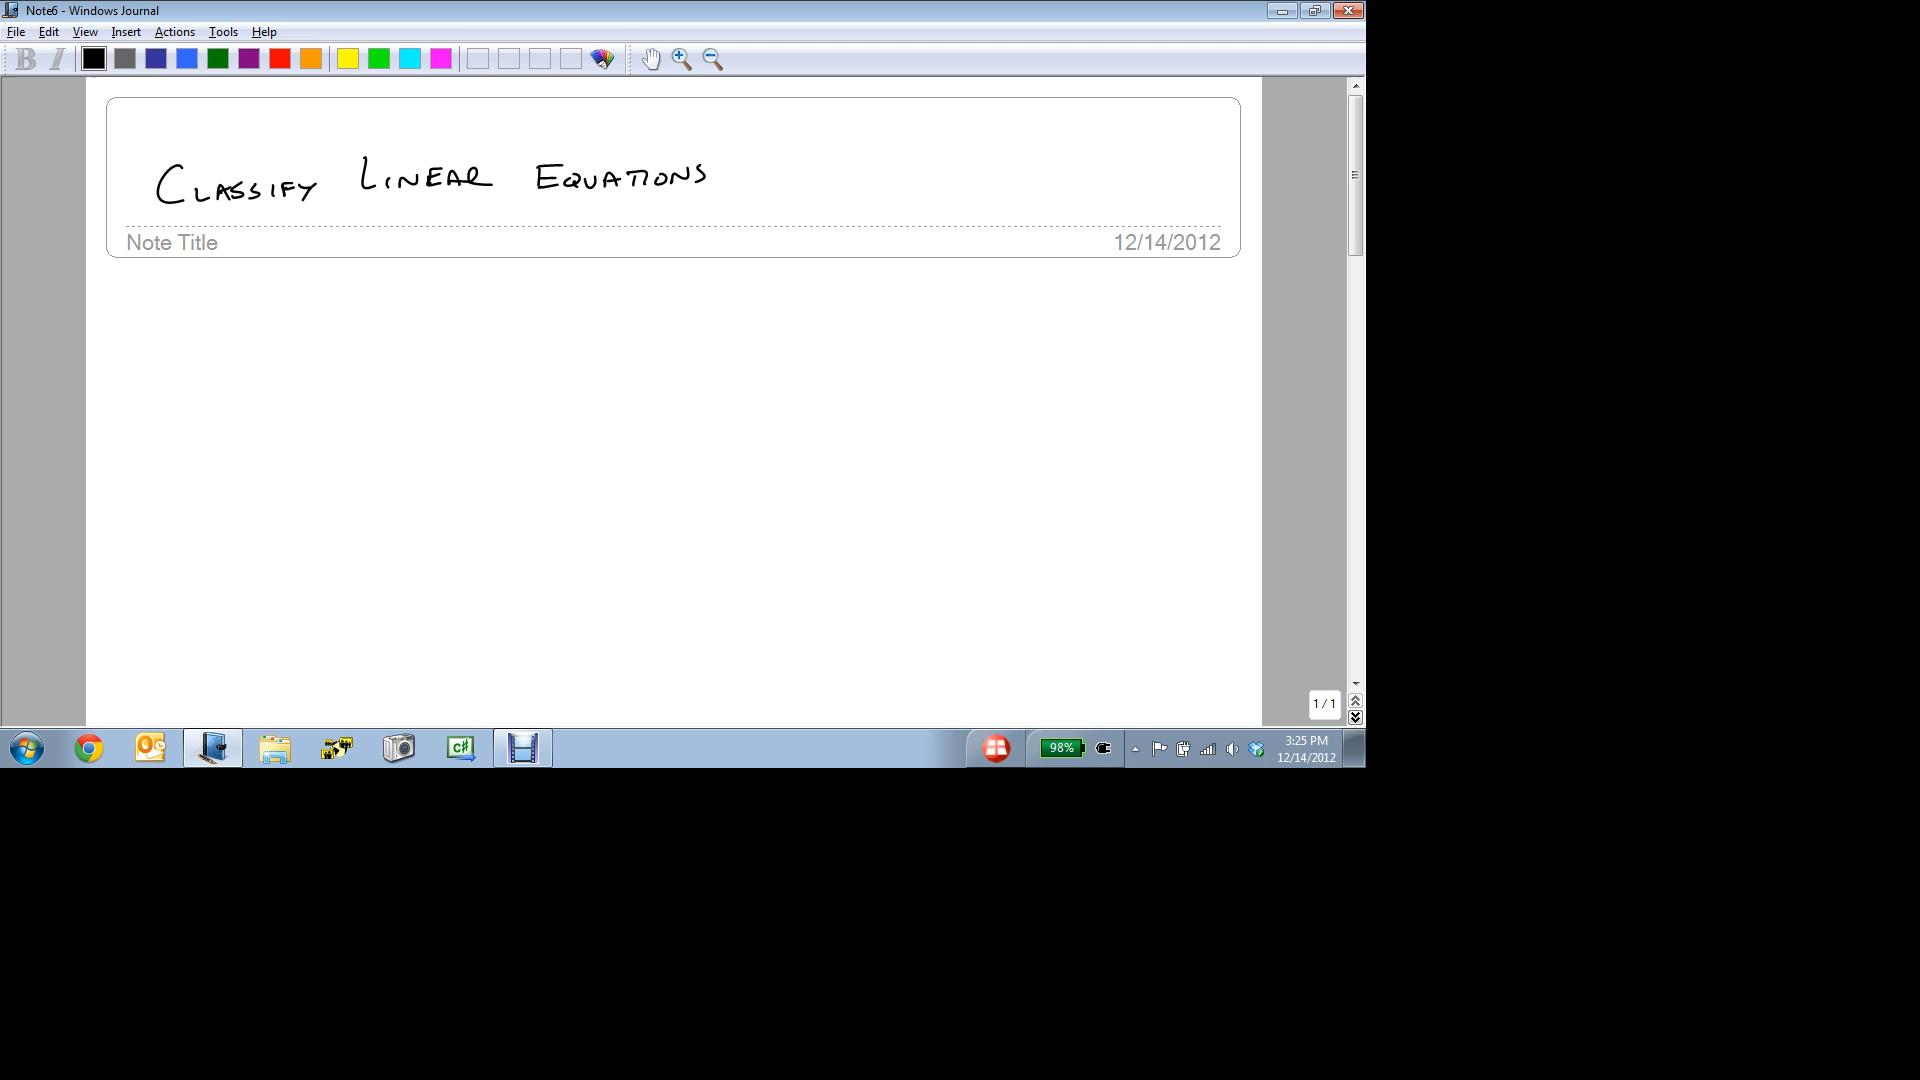 Note6 - Windows Journal
File Edit View Insert Actions Tools Help
B I
CLASSIFY LINEAR EQUATIONS
Note Title 12/14/2012
1 / 1
C# 98% 3:25 PM
12/14/2012